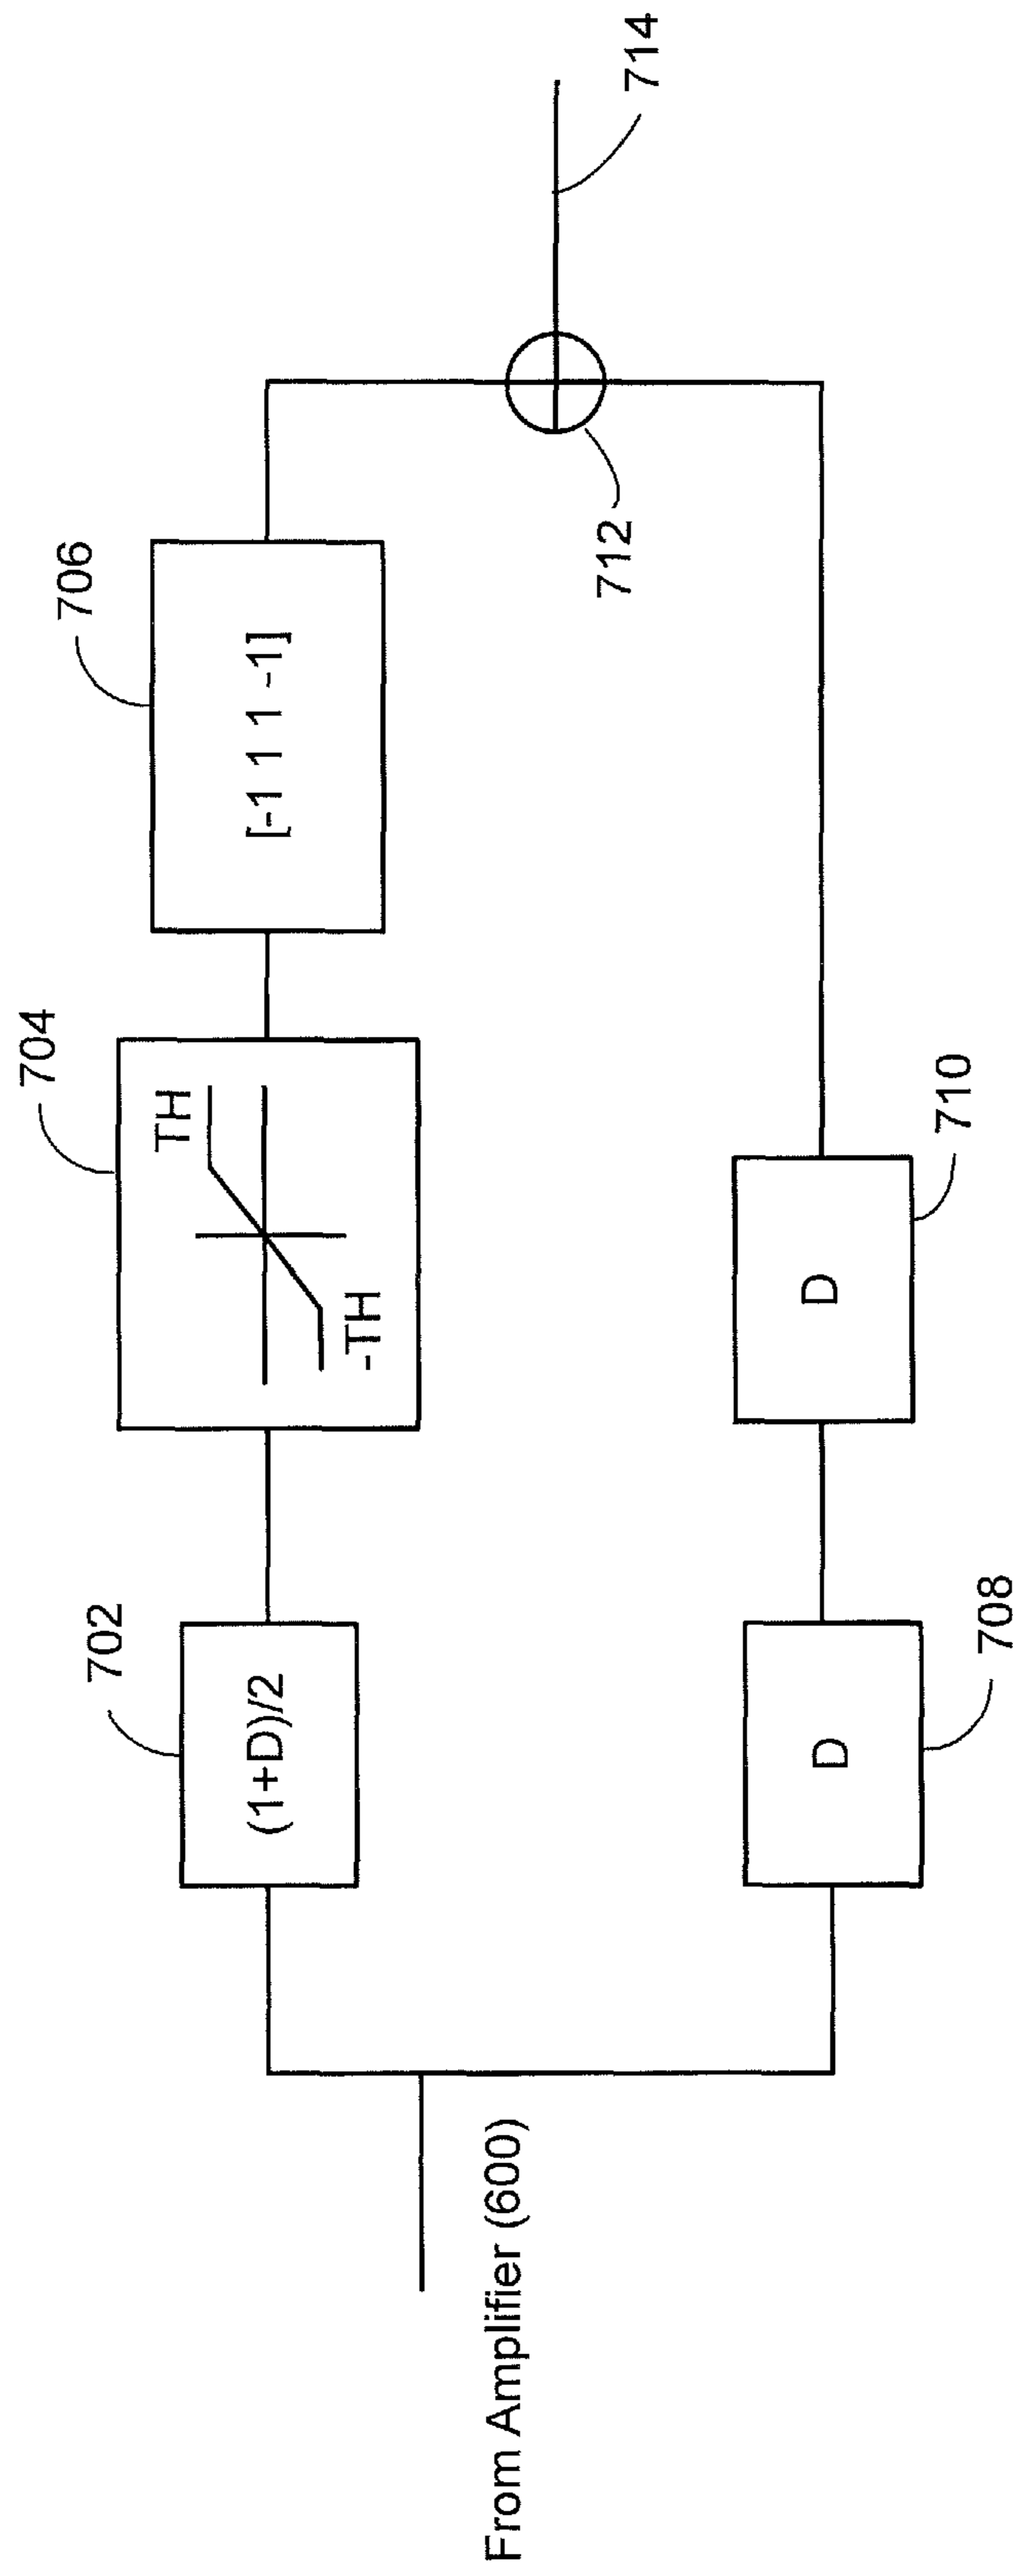 702
(1+D)/2
704
TH
-TH
706
[-1 1 1 -1]
From Amplifier (600)
708
D
710
D
712
714